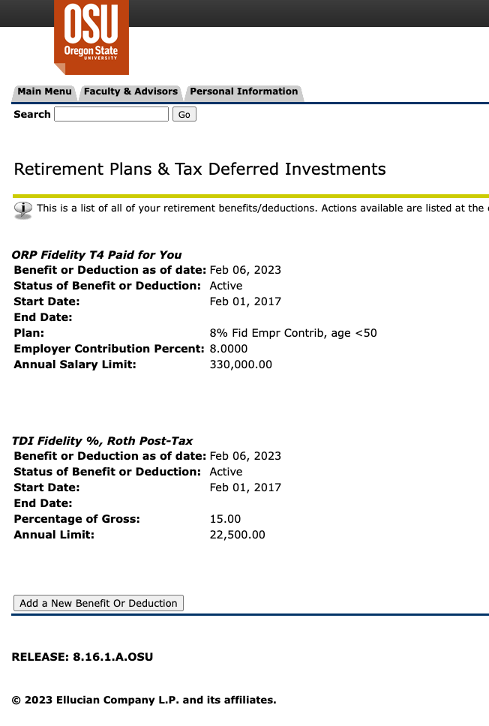 OSU
Oregon State
UNIVERSITY
Main Menu Faculty & Advisors Personal Information
Search Go
Retirement Plans & Tax Deferred Investments
This is a list of all of your retirement benefits/deductions. Actions available are listed at the
ORP Fidelity T4 Paid for You
Benefit or Deduction as of date: Feb 06, 2023
Status of Benefit or Deduction: Active
Start Date: Feb 01, 2017
End Date:
Plan: 8% Fid Empr Contrib, age <50
Employer Contribution Percent: 8.0000
Annual Salary Limit: 330,000.00
TDI Fidelity %, Roth Post-Tax
Benefit or Deduction as of date: Feb 06, 2023
Status of Benefit or Deduction: Active
Start Date: Feb 01, 2017
End Date:
Percentage of Gross: 15.00
Annual Limit: 22,500.00
Add a New Benefit Or Deduction
RELEASE: 8.16.1.A.OSU
© 2023 Ellucian Company L.P. and its affiliates.